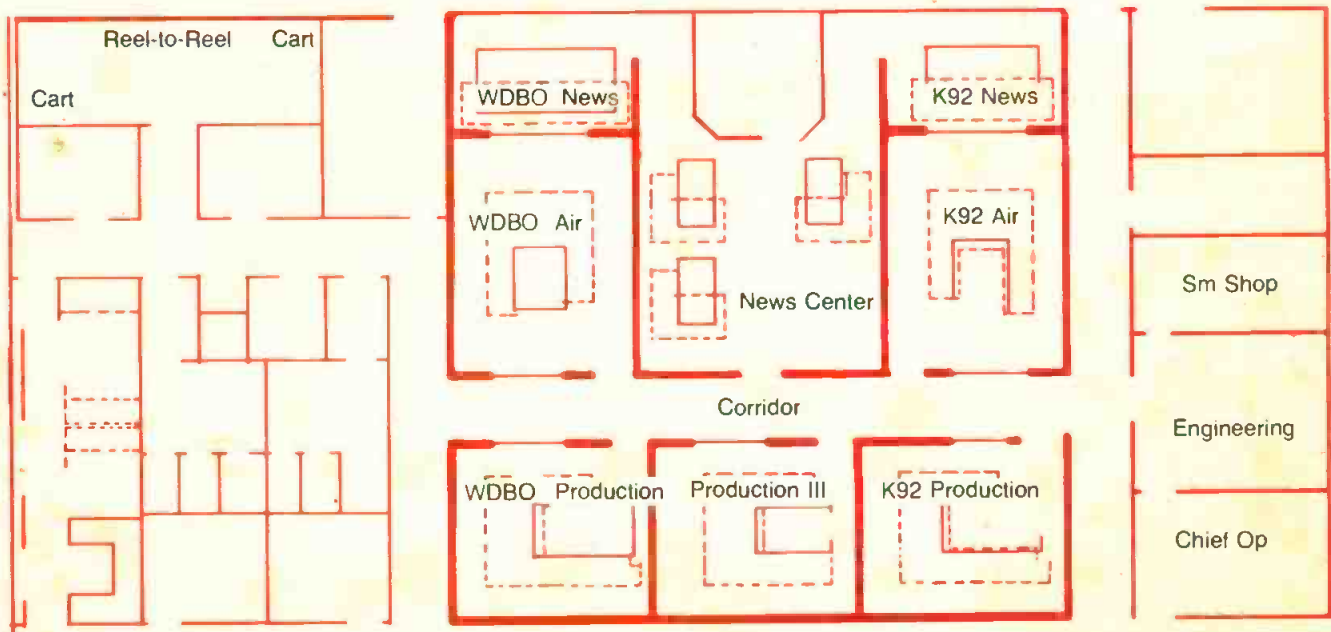 Reel-to-Reel Cart
Cart
WDBO News
K92 News
WDBO Air
K92 Air
News Center
Sm Shop
Corridor
Engineering
WDBO Production
Production III
K92 Production
Chief Op